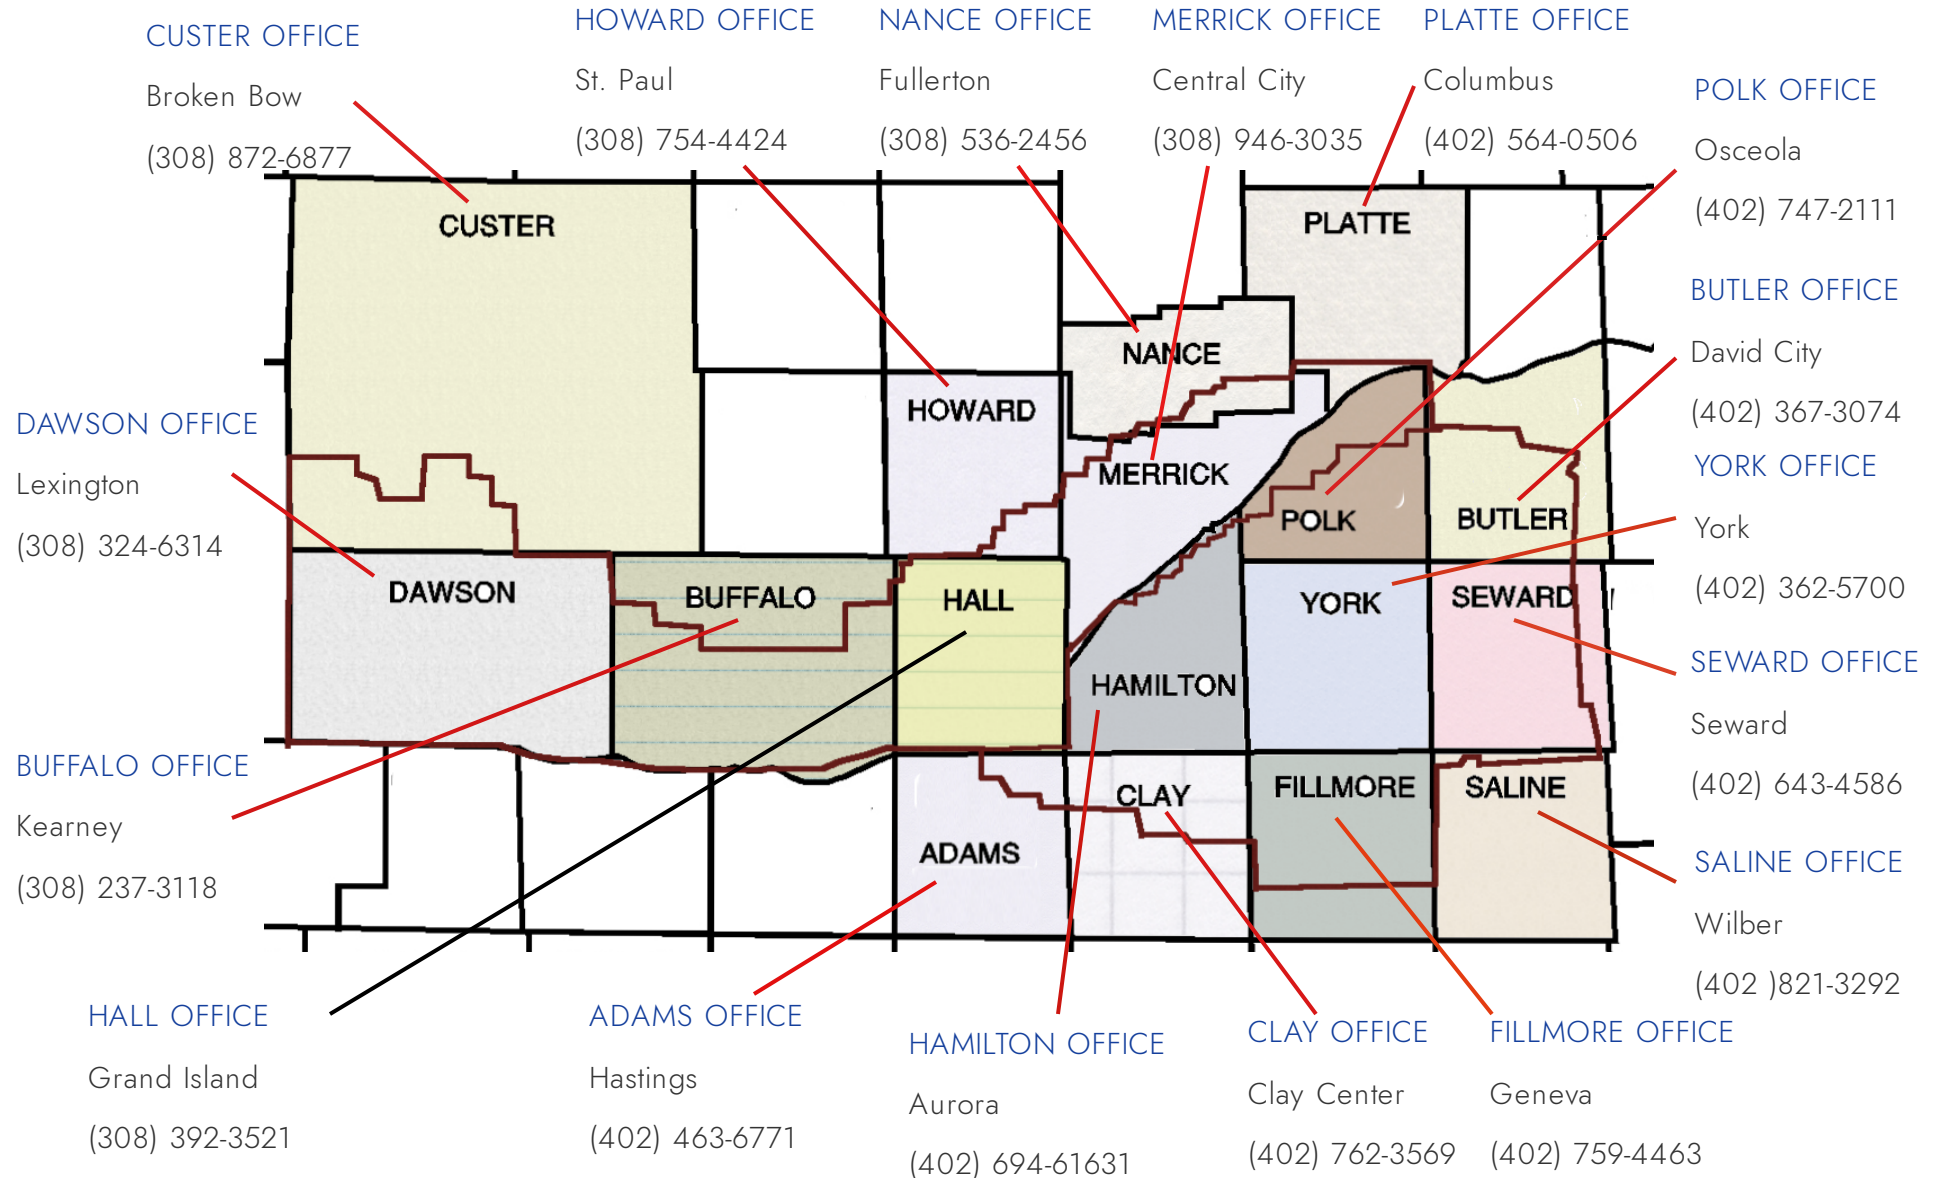 CUSTER OFFICE
Broken Bow
(308) 872-6877
HOWARD OFFICE
St. Paul
(308) 754-4424
NANCE OFFICE
Fullerton
(308) 536-2456
MERRICK OFFICE
Central City
(308) 946-3035
PLATTE OFFICE
Columbus
(402) 564-0506
POLK OFFICE
Osceola
(402) 747-2111
BUTLER OFFICE
David City
(402) 367-3074
YORK OFFICE
York
(402) 362-5700
SEWARD OFFICE
Seward
(402) 643-4586
SALINE OFFICE
Wilber
(402 )821-3292
DAWSON OFFICE
Lexington
(308) 324-6314
BUFFALO OFFICE
Kearney
(308) 237-3118
CUSTER
PLATTE
NANCE
HOWARD
MERRICK
POLK
BUTLER
DAWSON
BUFFALO
HALL
YORK
SEWARD
HAMILTON
CLAY
FILLMORE
SALINE
ADAMS
HALL OFFICE
Grand Island
(308) 392-3521
ADAMS OFFICE
Hastings
(402) 463-6771
HAMILTON OFFICE
Aurora
(402) 694-61631
CLAY OFFICE
Clay Center
(402) 762-3569
FILLMORE OFFICE
Geneva
(402) 759-4463